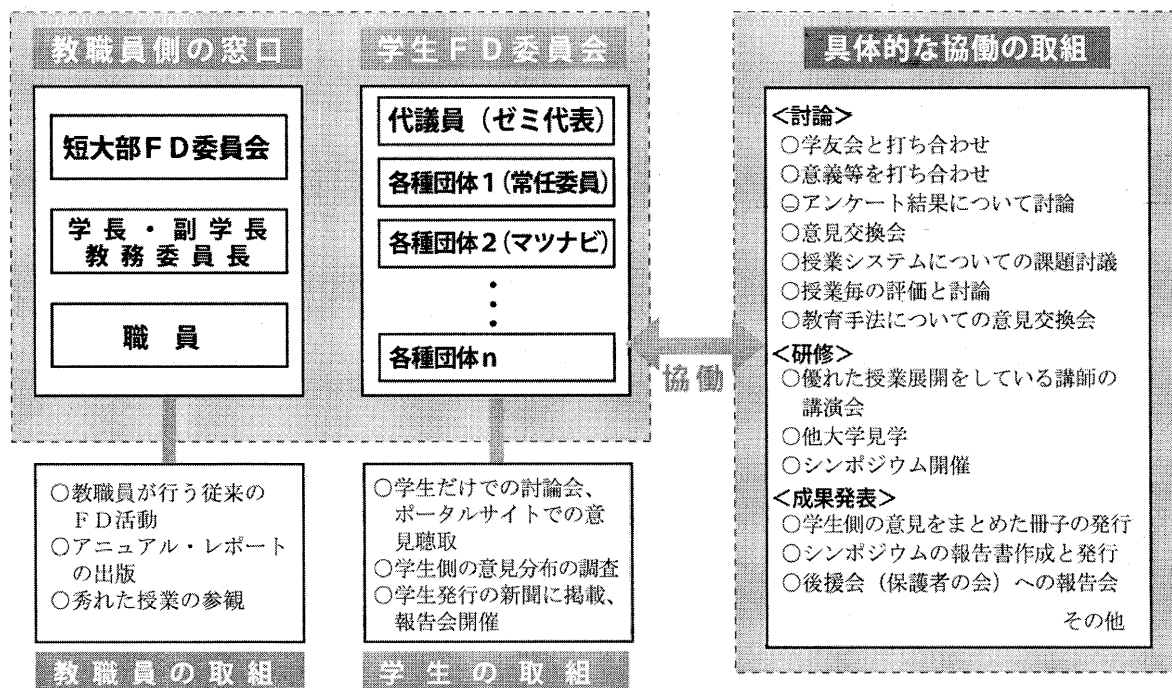 教職員側の窓口
短大部FD委員会
学長・副学長
教務委員長
職 員
学生FD委員会
代議員(ゼミ代表)
各種団体1(常任委員)
各種団体2(マツナビ)
・
・
・
各種団体n
○教職員が行う従来の
FD活動
○アニュアル・レポート
の出版
○秀れた授業の参観
教職員の取組
○学生だけでの討論会、
ポータルサイトでの意
見聴取
○学生側の意見分布の調査
○学生発行の新聞に掲載、
報告会開催
学生の取組
協働
具体的な協働の取組
<討論>
○学友会と打ち合わせ
○意義等を打ち合わせ
○アンケート結果について討論
○意見交換会
○授業システムについての課題討議
○授業毎の評価と討論
○教育手法についての意見交換会
<研修>
○優れた授業展開をしている講師の
講演会
○他大学見学
○シンポジウム開催
<成果発表>
○学生側の意見をまとめた冊子の発行
○シンポジウムの報告書作成と発行
○後援会(保護者の会)への報告会
その他